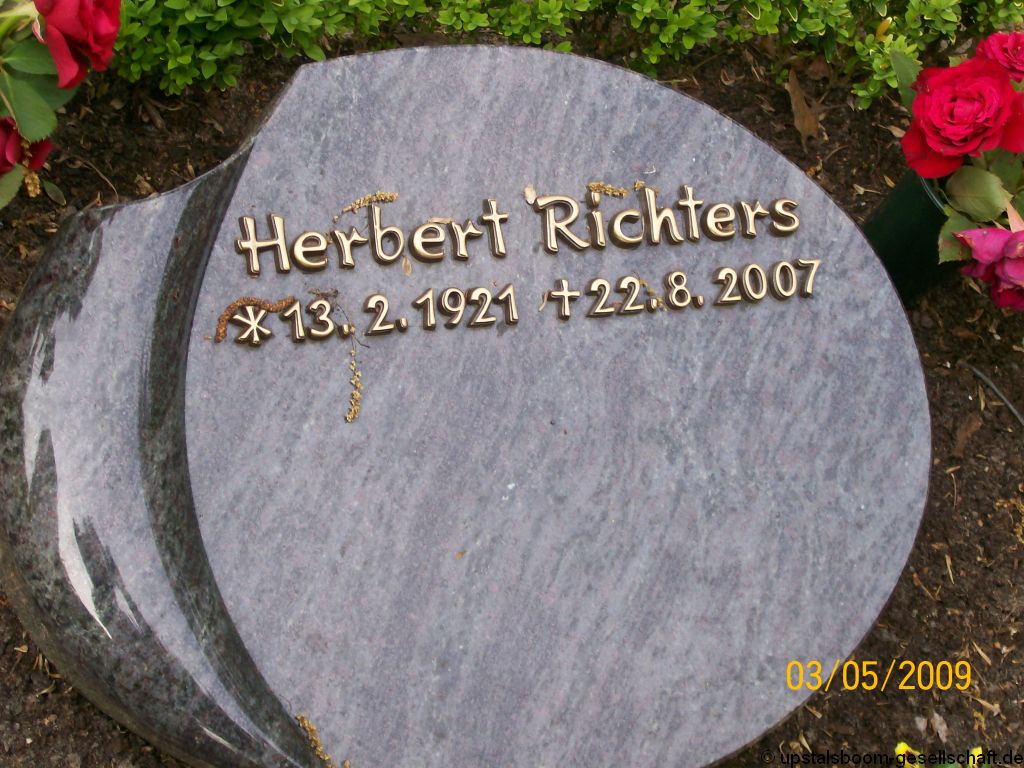 Herbert Richters
* 13. 2. 1921 † 22. 8. 2007
03/05/2009
© upstalsboom-gesellschaft.de